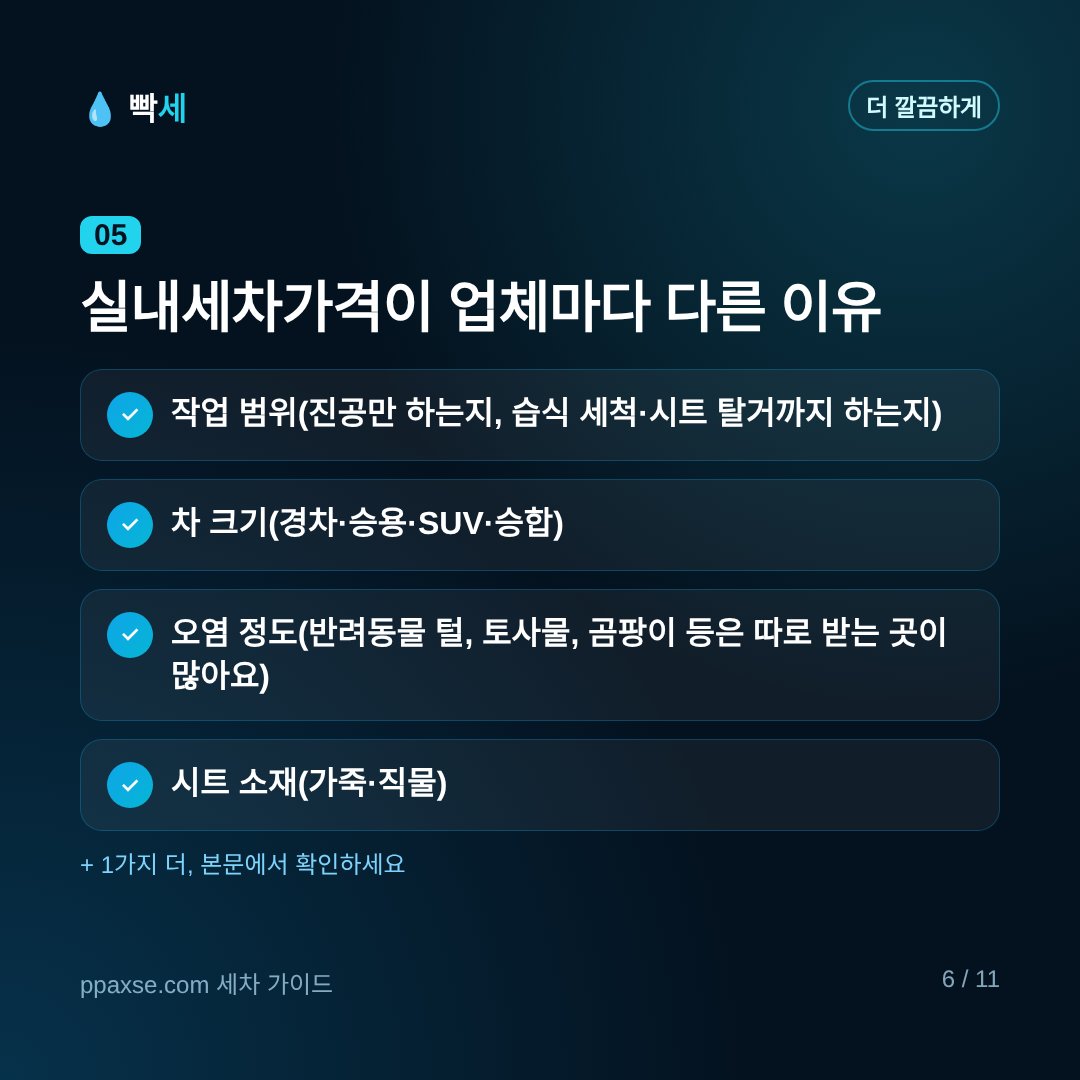 빡세
더 깔끔하게
05
실내세차가격이 업체마다 다른 이유
작업 범위(진공만 하는지, 습식 세척·시트 탈거까지 하는지)
차 크기(경차·승용·SUV·승합)
오염 정도(반려동물 털, 토사물, 곰팡이 등은 따로 받는 곳이
많아요)
시트 소재(가죽·직물)
+ 1가지 더, 본문에서 확인하세요
ppaxse.com 세차 가이드
6 / 11